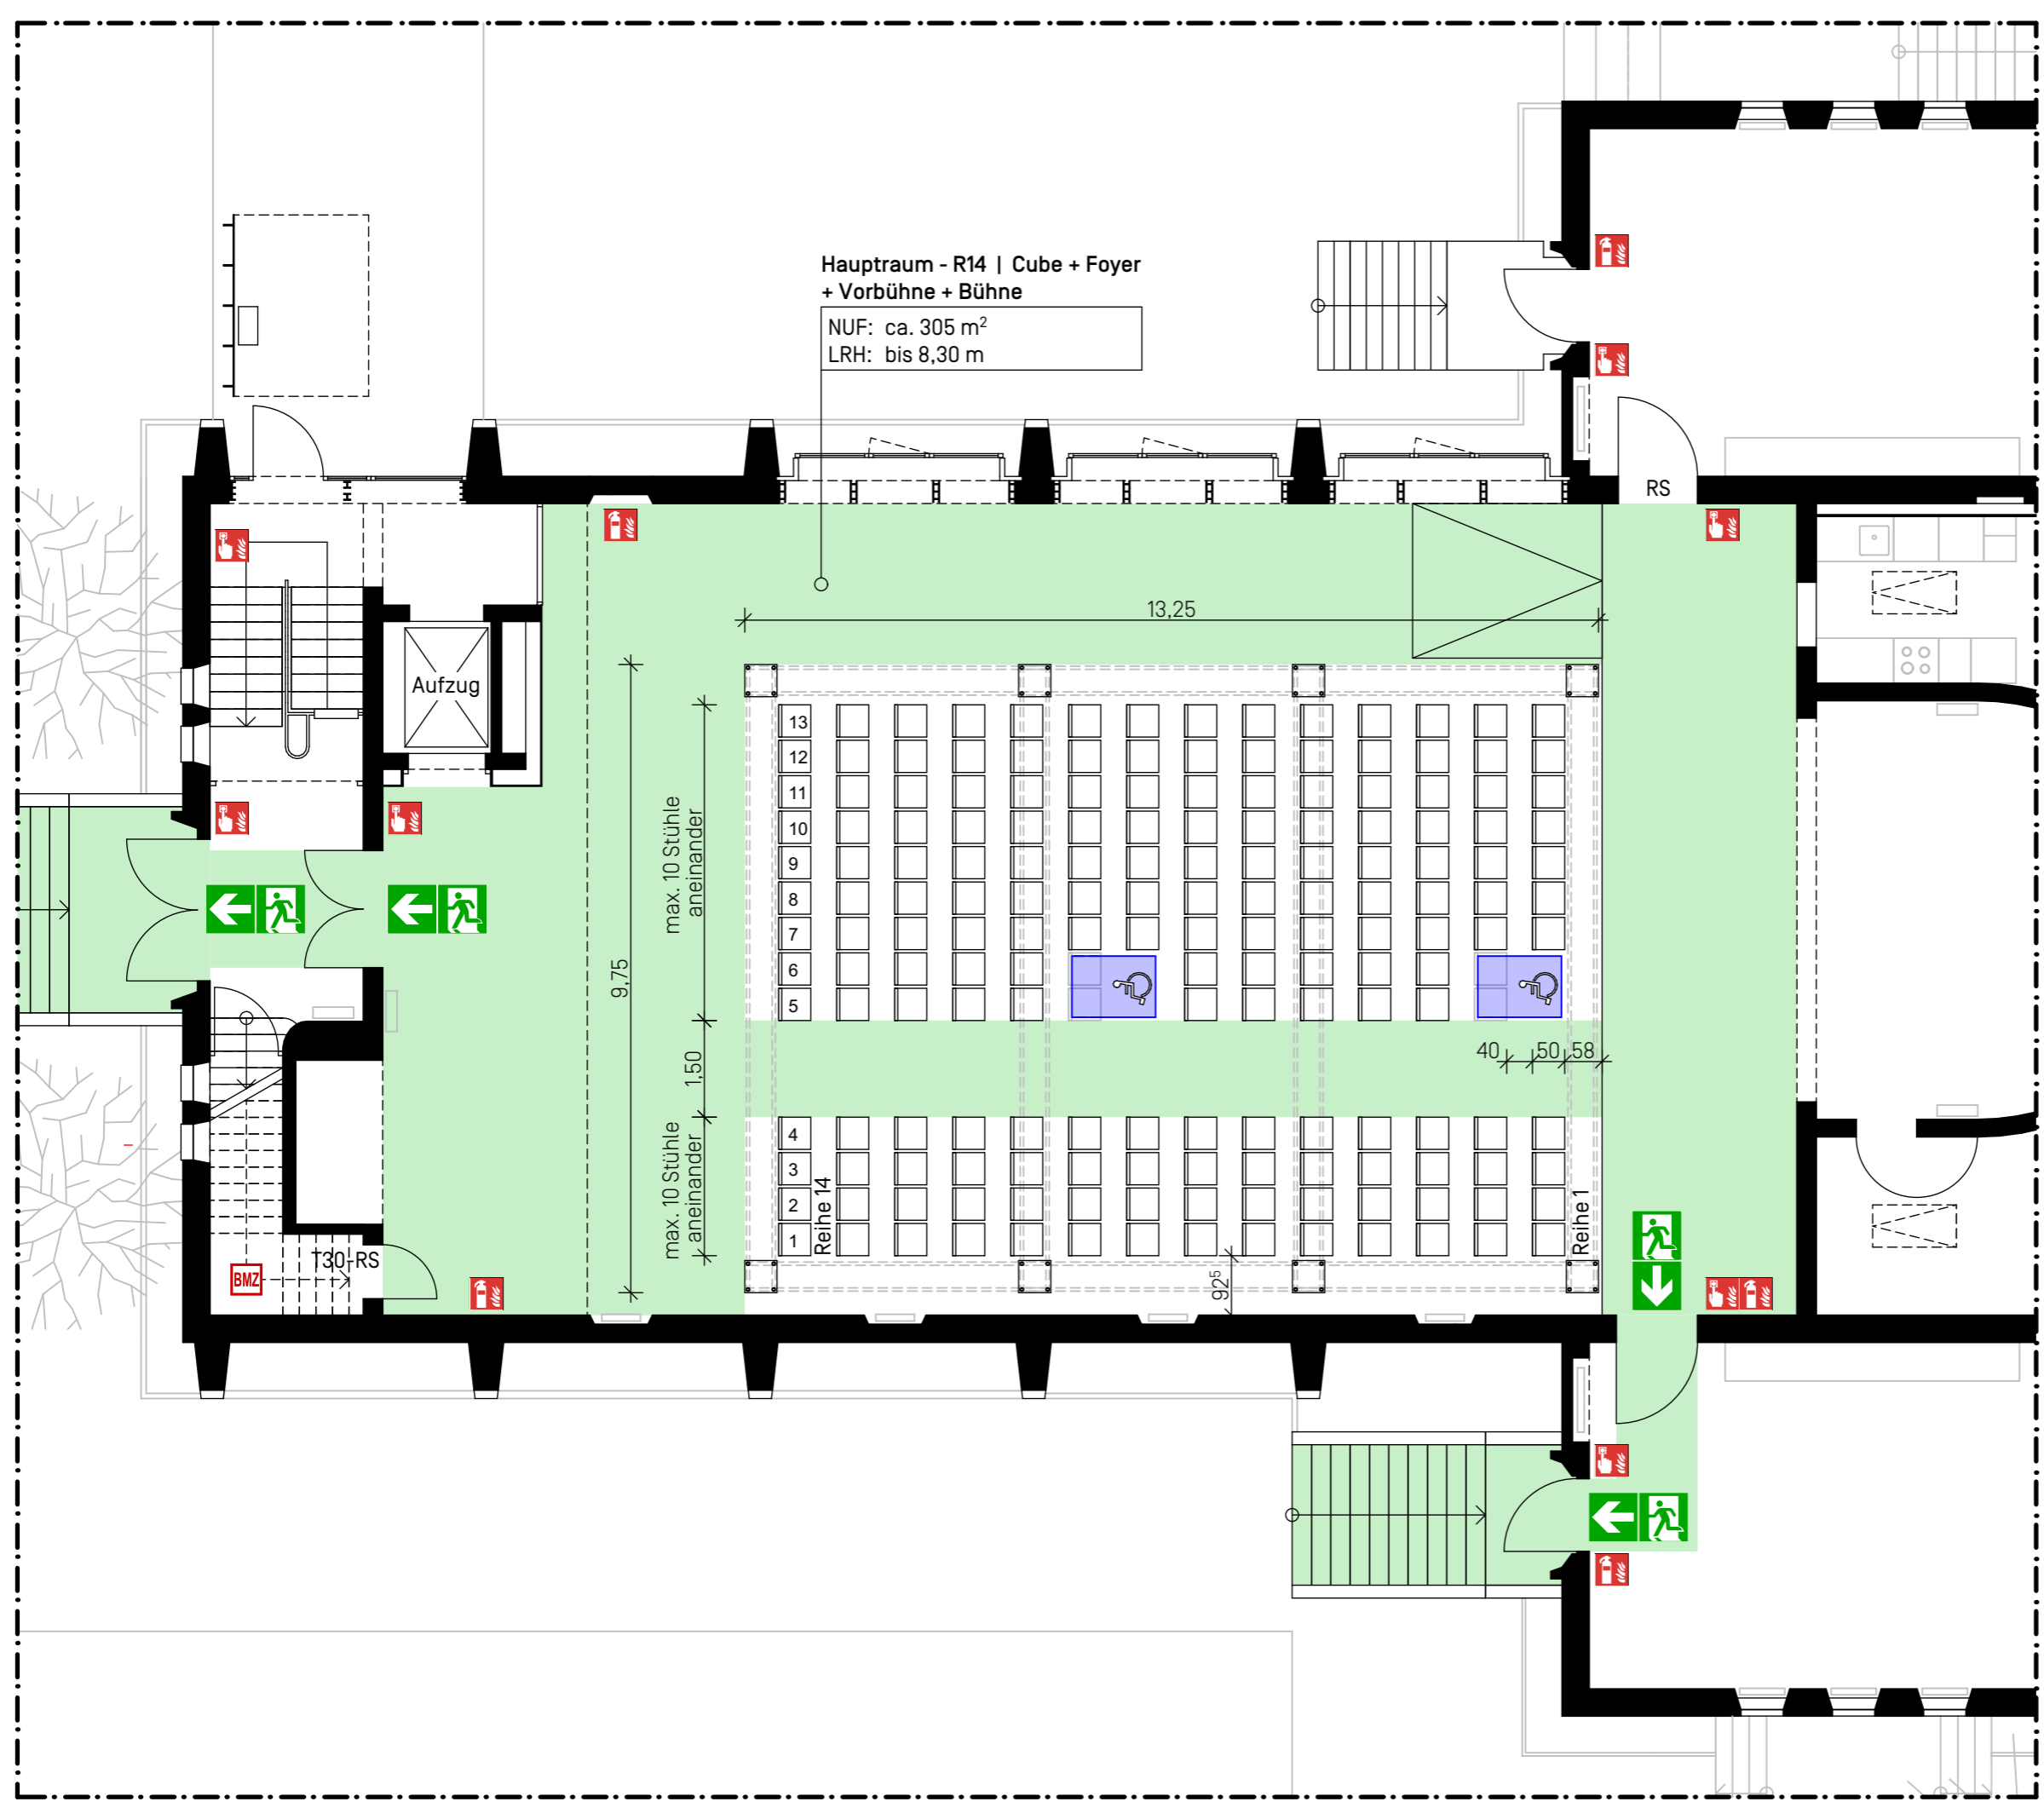 Hauptraum - R14 | Cube + Foyer
+ Vorbühne + Bühne
NUF: ca. 305 m²
LRH: bis 8,30 m
RS
13,25
Aufzug
13
12
11
10
9
8
7
6
5
max. 10 Stühle
aneinander
9,75
1,50
40
50
58
4
3
2
1
max. 10 Stühle
aneinander
Reihe 14
Reihe 1
92⁵
T30-RS
BMZ